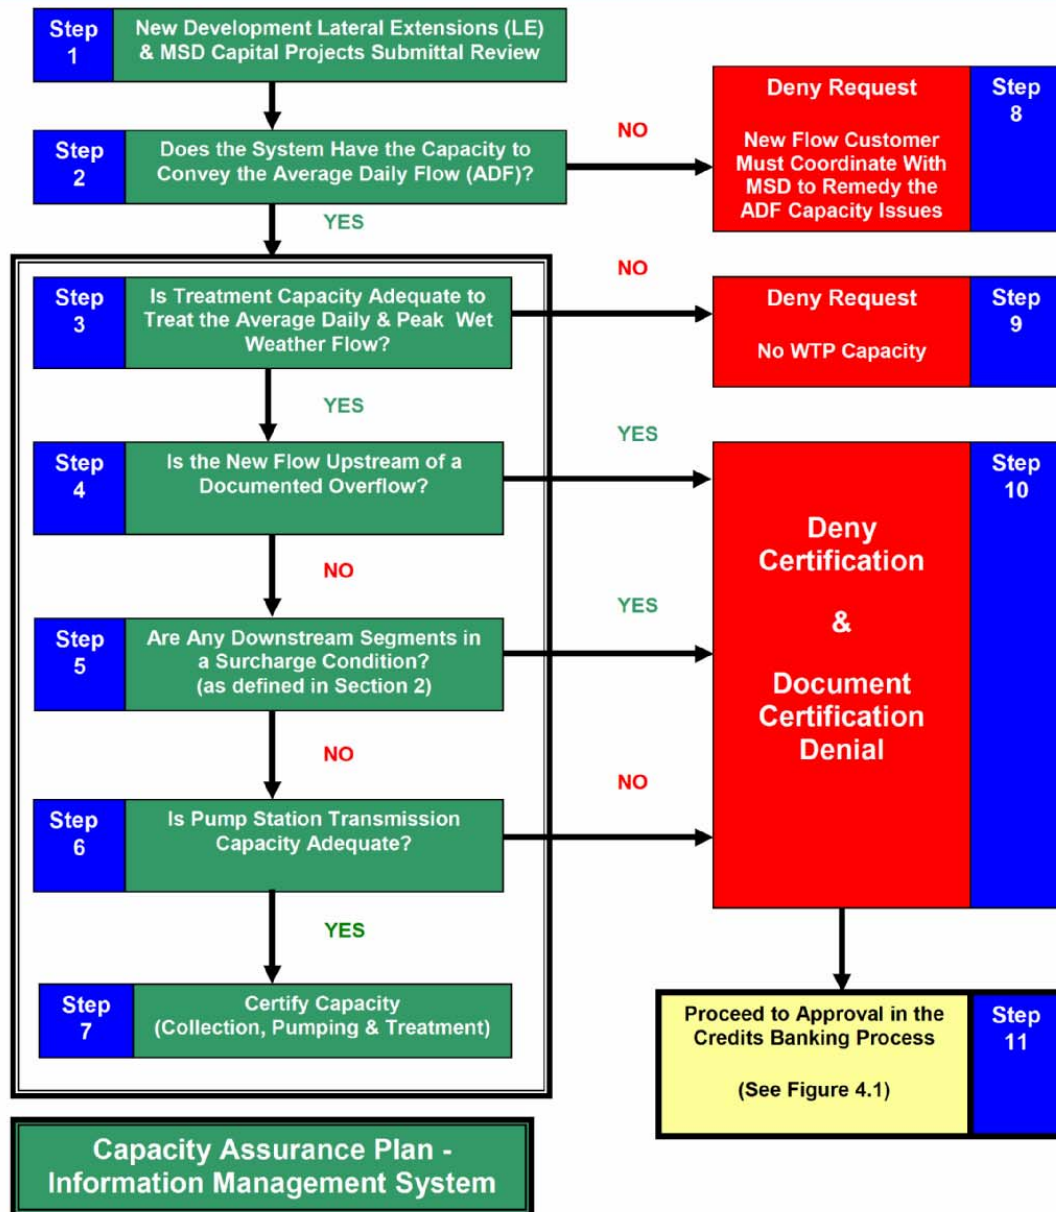 Step
1
New Development Lateral Extensions (LE)
& MSD Capital Projects Submittal Review
Step
2
Does the System Have the Capacity to
Convey the Average Daily Flow (ADF)?
NO
Deny Request
New Flow Customer
Must Coordinate With
MSD to Remedy the
ADF Capacity Issues
Step
8
YES
Step
3
Is Treatment Capacity Adequate to
Treat the Average Daily & Peak Wet
Weather Flow?
NO
Deny Request
No WTP Capacity
Step
9
YES
Step
4
Is the New Flow Upstream of a
Documented Overflow?
YES
Deny
Certification
&
Document
Certification
Denial
Step
10
NO
Step
5
Are Any Downstream Segments in
a Surcharge Condition?
(as defined in Section 2)
YES
NO
Step
6
Is Pump Station Transmission
Capacity Adequate?
NO
YES
Step
7
Certify Capacity
(Collection, Pumping & Treatment)
Proceed to Approval in the
Credits Banking Process
(See Figure 4.1)
Step
11
Capacity Assurance Plan -
Information Management System